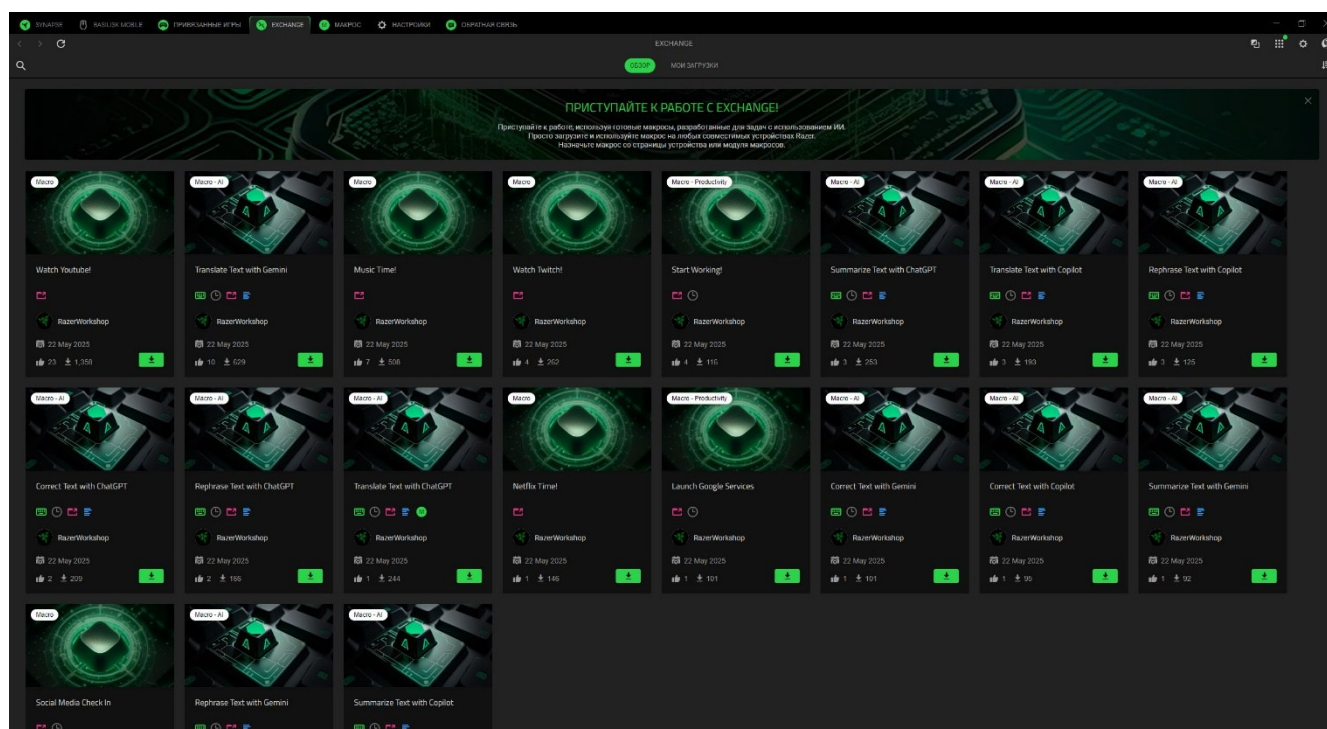 SYNAPSE
BASILISK MOBILE
ПРИВЯЗАННЫЕ ИГРЫ
EXCHANGE
МАКРОС
НАСТРОЙКИ
ОБРАТНАЯ СВЯЗЬ
EXCHANGE
ОБЗОР
МОИ ЗАГРУЗКИ
ПРИСТУПАЙТЕ К РАБОТЕ С EXCHANGE!
Приступайте к работе, используя готовые макросы, разработанные для задач с использованием ИИ.
Просто загрузите и используйте макрос на любых совместимых устройствах Razer.
Назначьте макрос со страницы устройства или модуля макросов.
Macro
Watch Youtube!
RazerWorkshop
22 May 2025
23 1,358
Macro - AI
Translate Text with Gemini
RazerWorkshop
22 May 2025
10 629
Macro
Music Time!
RazerWorkshop
22 May 2025
7 508
Macro
Watch Twitch!
RazerWorkshop
22 May 2025
4 262
Macro - Productivity
Start Working!
RazerWorkshop
22 May 2025
4 116
Macro - AI
Summarize Text with ChatGPT
RazerWorkshop
22 May 2025
3 253
Macro - AI
Translate Text with Copilot
RazerWorkshop
22 May 2025
3 193
Macro - AI
Rephrase Text with Copilot
RazerWorkshop
22 May 2025
3 125
Macro - AI
Correct Text with ChatGPT
RazerWorkshop
22 May 2025
2 209
Macro - AI
Rephrase Text with ChatGPT
RazerWorkshop
22 May 2025
2 166
Macro - AI
Translate Text with ChatGPT
RazerWorkshop
22 May 2025
1 244
Macro
Netflix Time!
RazerWorkshop
22 May 2025
1 146
Macro - Productivity
Launch Google Services
RazerWorkshop
22 May 2025
1 101
Macro - AI
Correct Text with Gemini
RazerWorkshop
22 May 2025
1 101
Macro - AI
Correct Text with Copilot
RazerWorkshop
22 May 2025
1 95
Macro - AI
Summarize Text with Gemini
RazerWorkshop
22 May 2025
1 92
Macro
Social Media Check In
Macro - AI
Rephrase Text with Gemini
Macro - AI
Summarize Text with Copilot